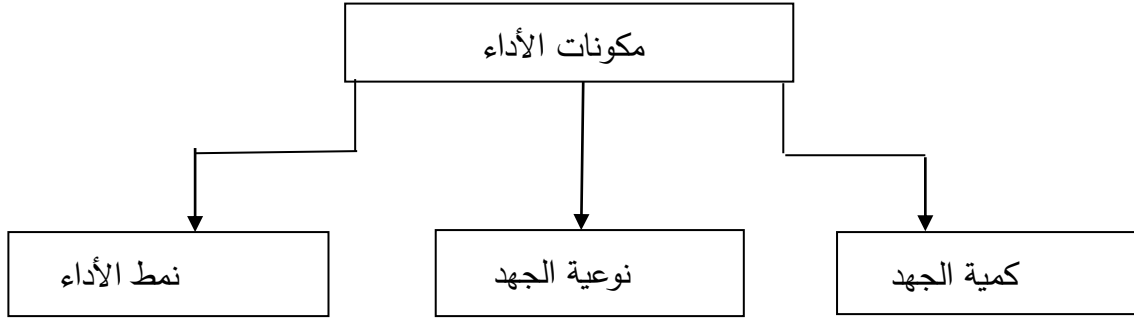 مكونات الأداء
كمية الجهد
نوعية الجهد
نمط الأداء